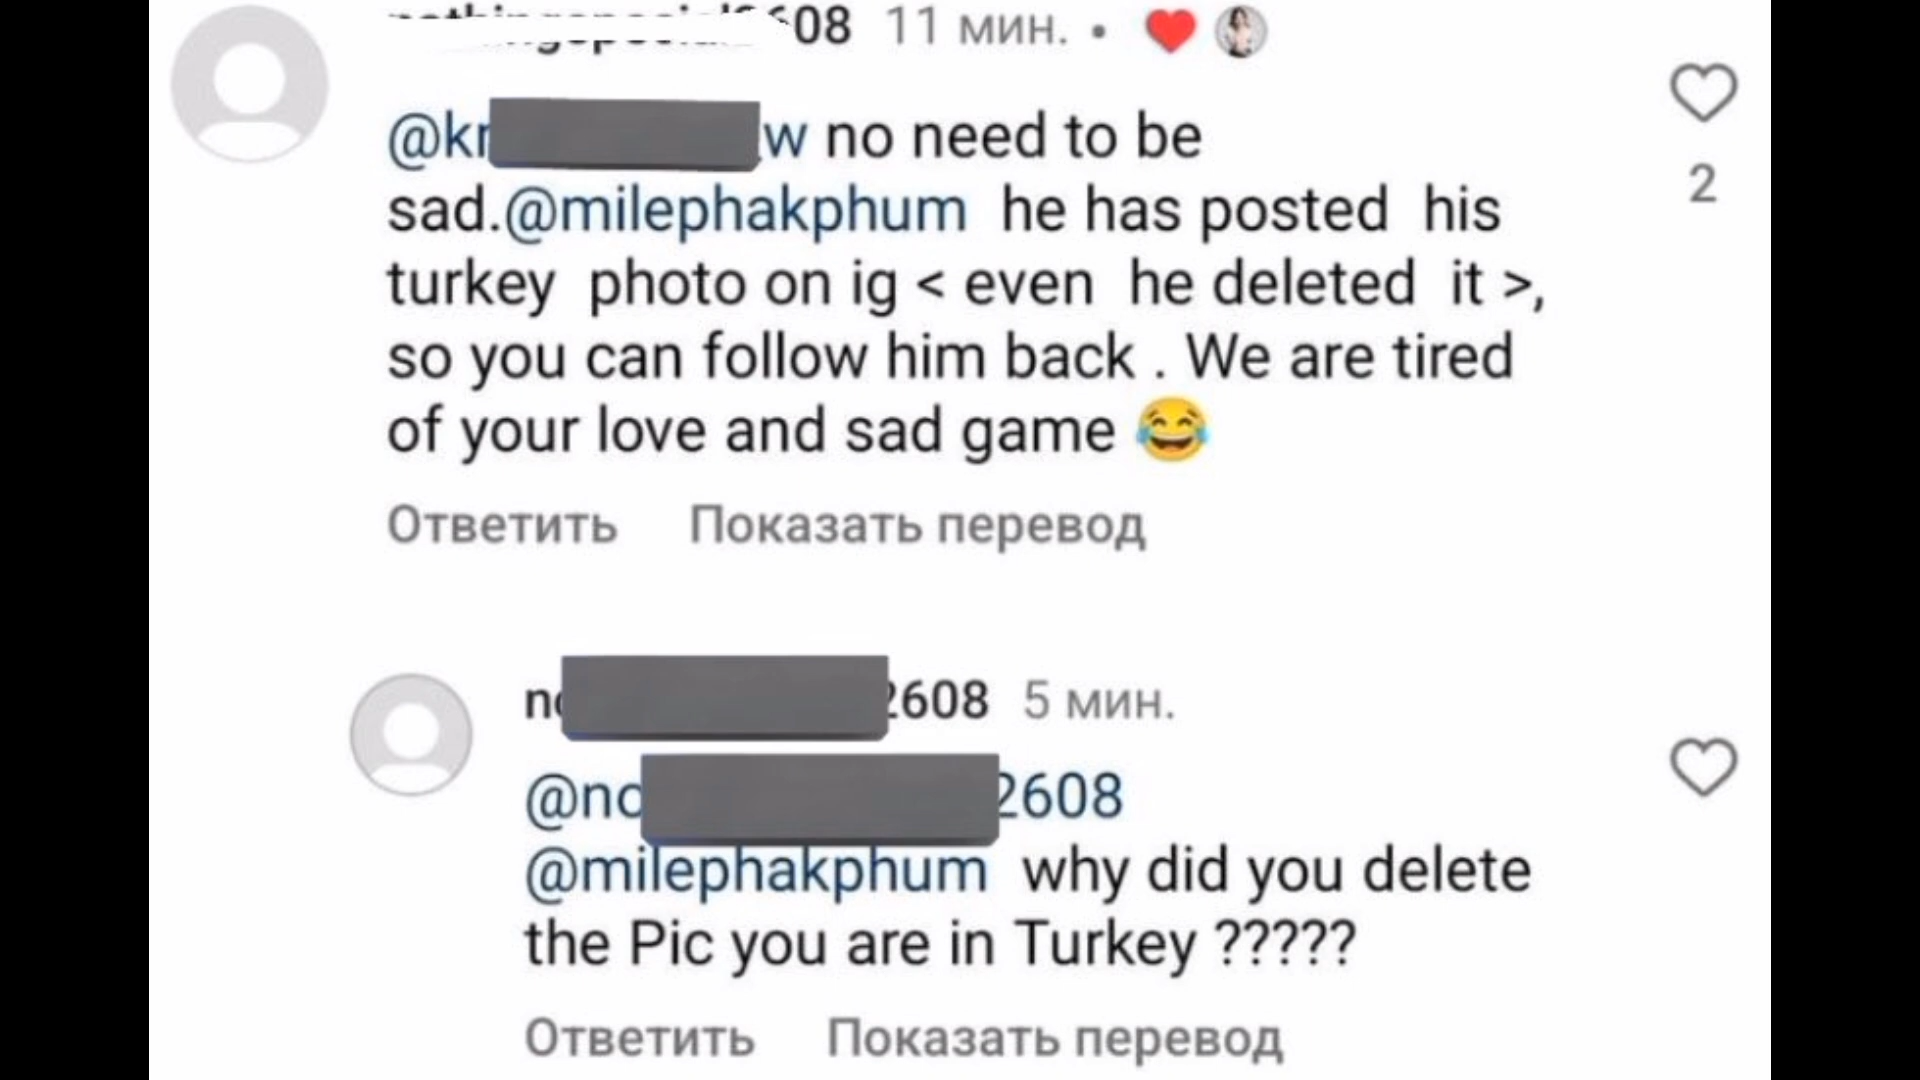 08 11 мин. •
@kr w no need to be
sad.@milephakphum he has posted his
turkey photo on ig < even he deleted it >,
so you can follow him back . We are tired
of your love and sad game 😂
2
Ответить Показать перевод
no 2608 5 мин.
@no 2608
@milephakphum why did you delete
the Pic you are in Turkey ?????
Ответить Показать перевод